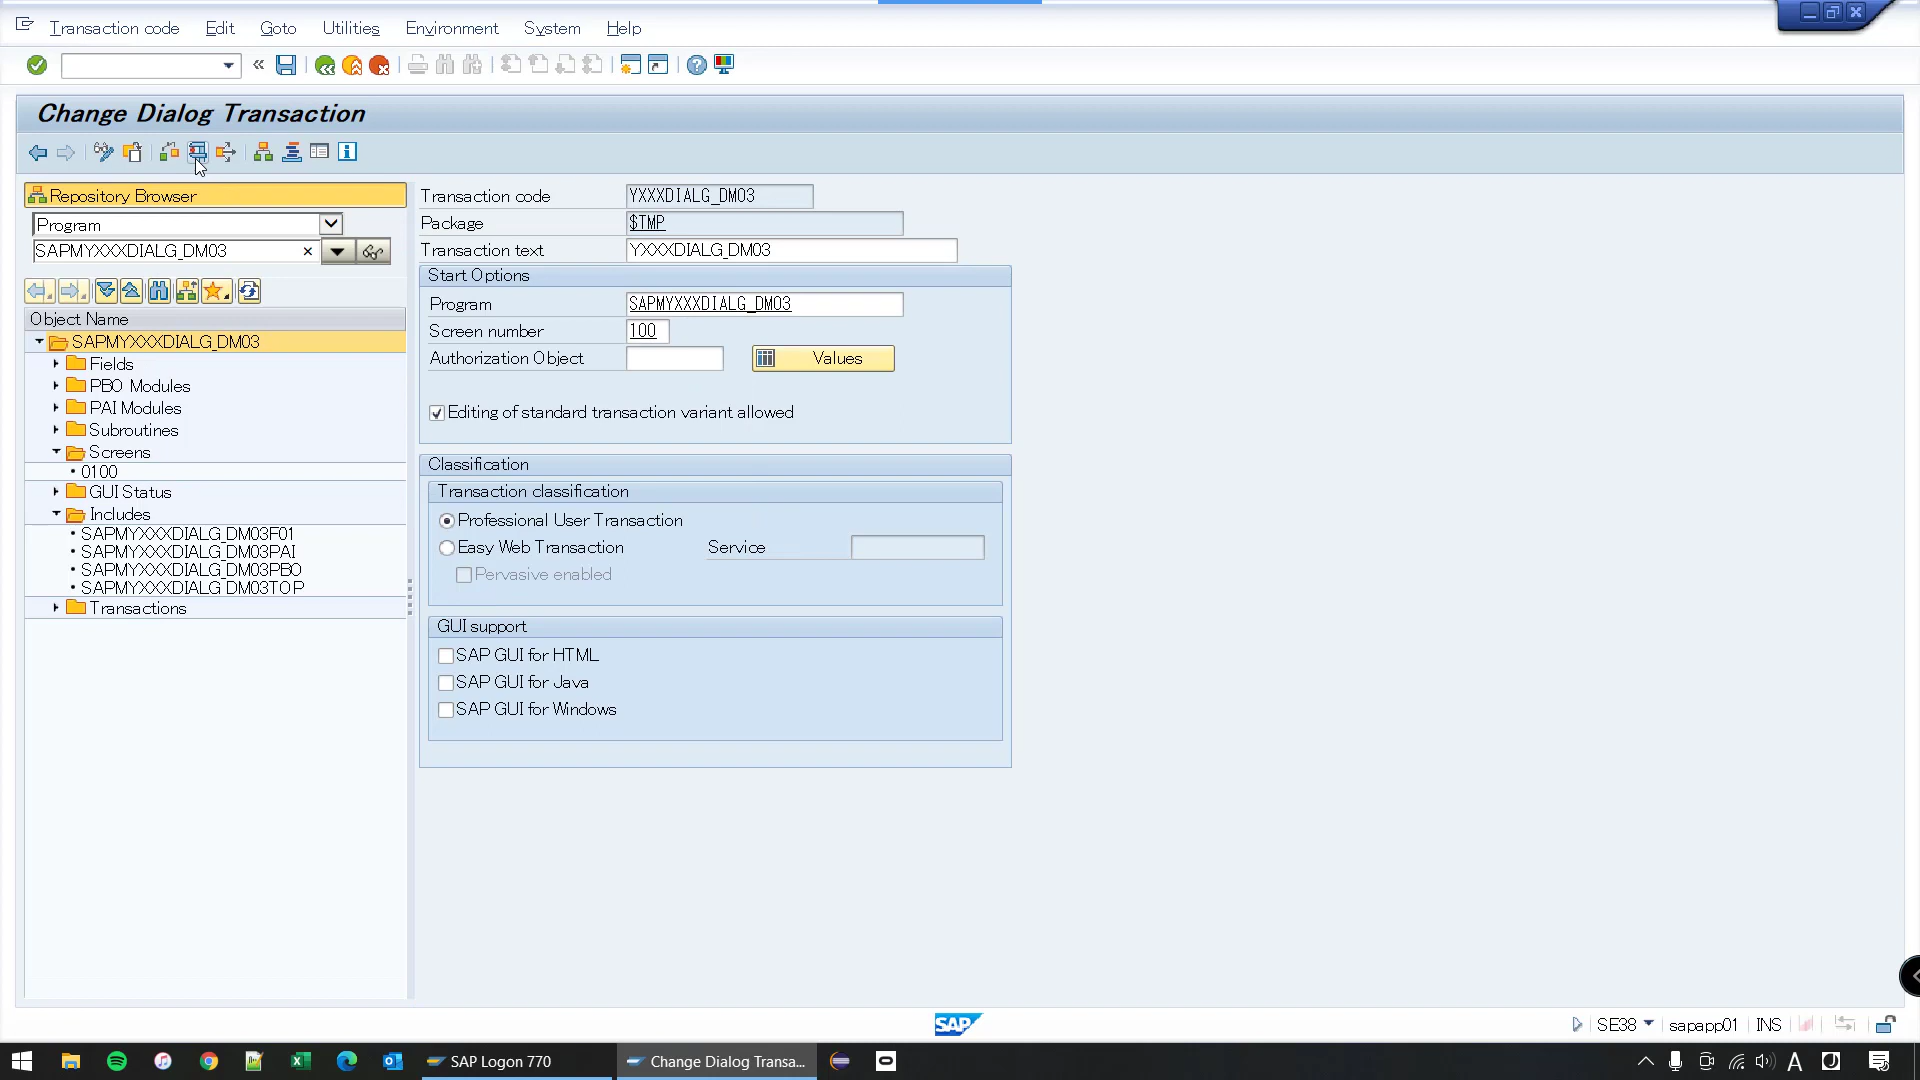 Transaction code Edit Goto Utilities Environment System Help
Change Dialog Transaction
Repository Browser
Program
SAPMYXXXDIALG_DM03
Object Name
SAPMYXXXDIALG_DM03
Fields
PBO Modules
PAI Modules
Subroutines
Screens
0100
GUI Status
Includes
SAPMYXXXDIALG_DM03F01
SAPMYXXXDIALG_DM03PAI
SAPMYXXXDIALG_DM03PBO
SAPMYXXXDIALG_DM03TOP
Transactions
Transaction code YXXXDIALG_DM03
Package $TMP
Transaction text YXXXDIALG_DM03
Start Options
Program SAPMYXXXDIALG_DM03
Screen number 100
Authorization Object Values
Editing of standard transaction variant allowed
Classification
Transaction classification
Professional User Transaction
Easy Web Transaction Service
Pervasive enabled
GUI support
SAP GUI for HTML
SAP GUI for Java
SAP GUI for Windows
SAP
SE38 sapapp01 INS
SAP Logon 770
Change Dialog Transa...
A